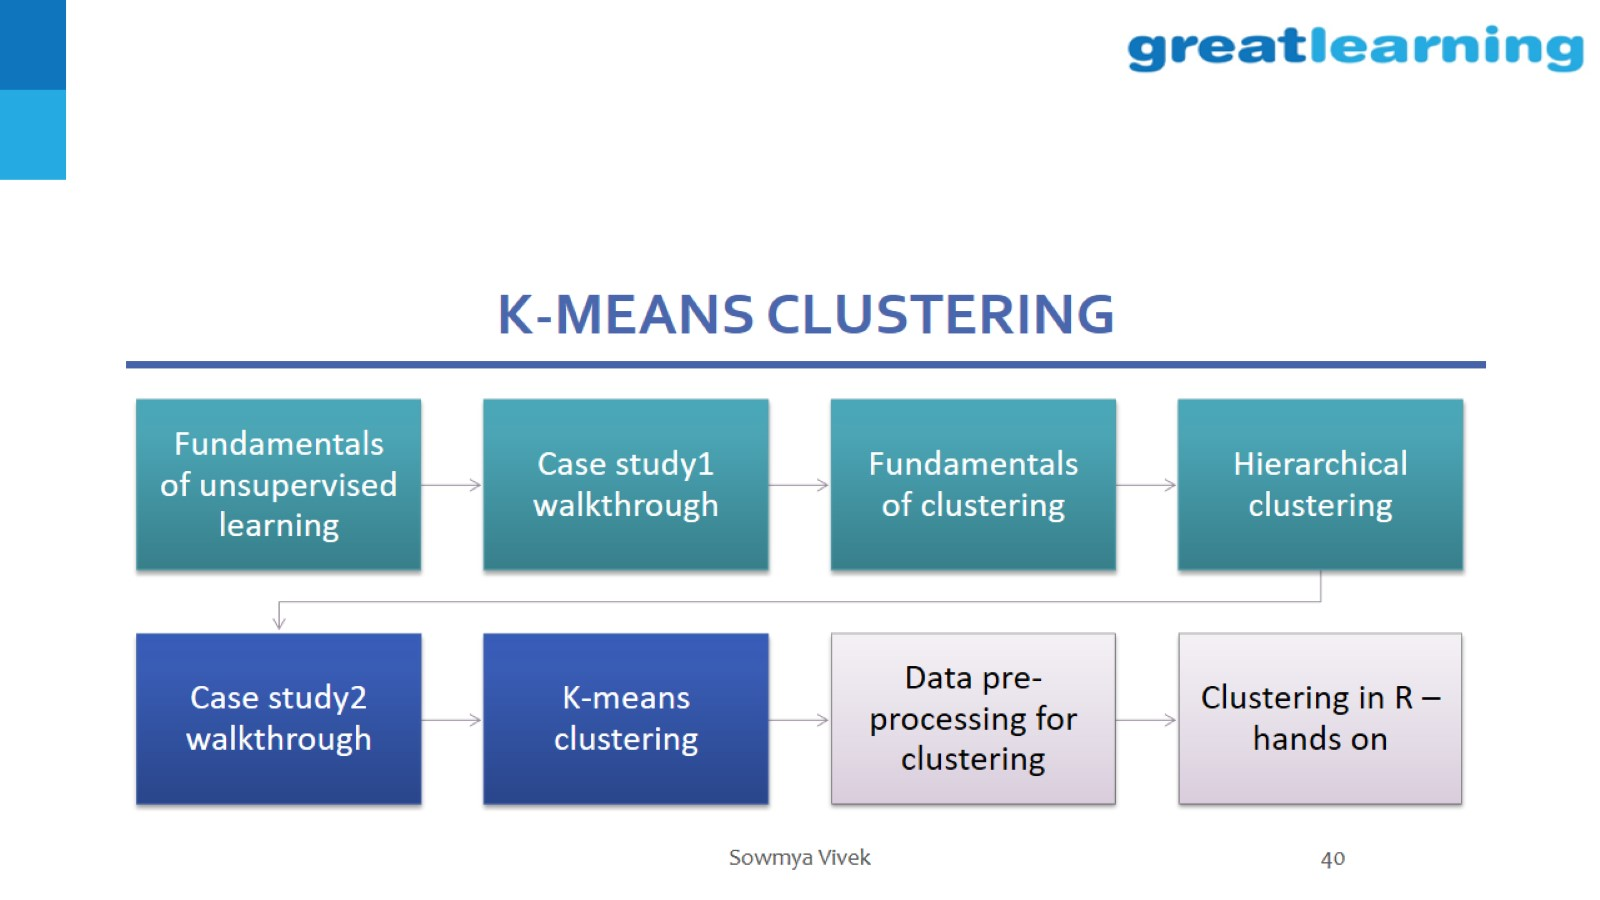 greatlearning
K-MEANS CLUSTERING
Fundamentals
of unsupervised
learning
Case study1
walkthrough
Fundamentals
of clustering
Hierarchical
clustering
Case study2
walkthrough
K-means
clustering
Data pre-
processing for
clustering
Clustering in R –
hands on
Sowmya Vivek
40